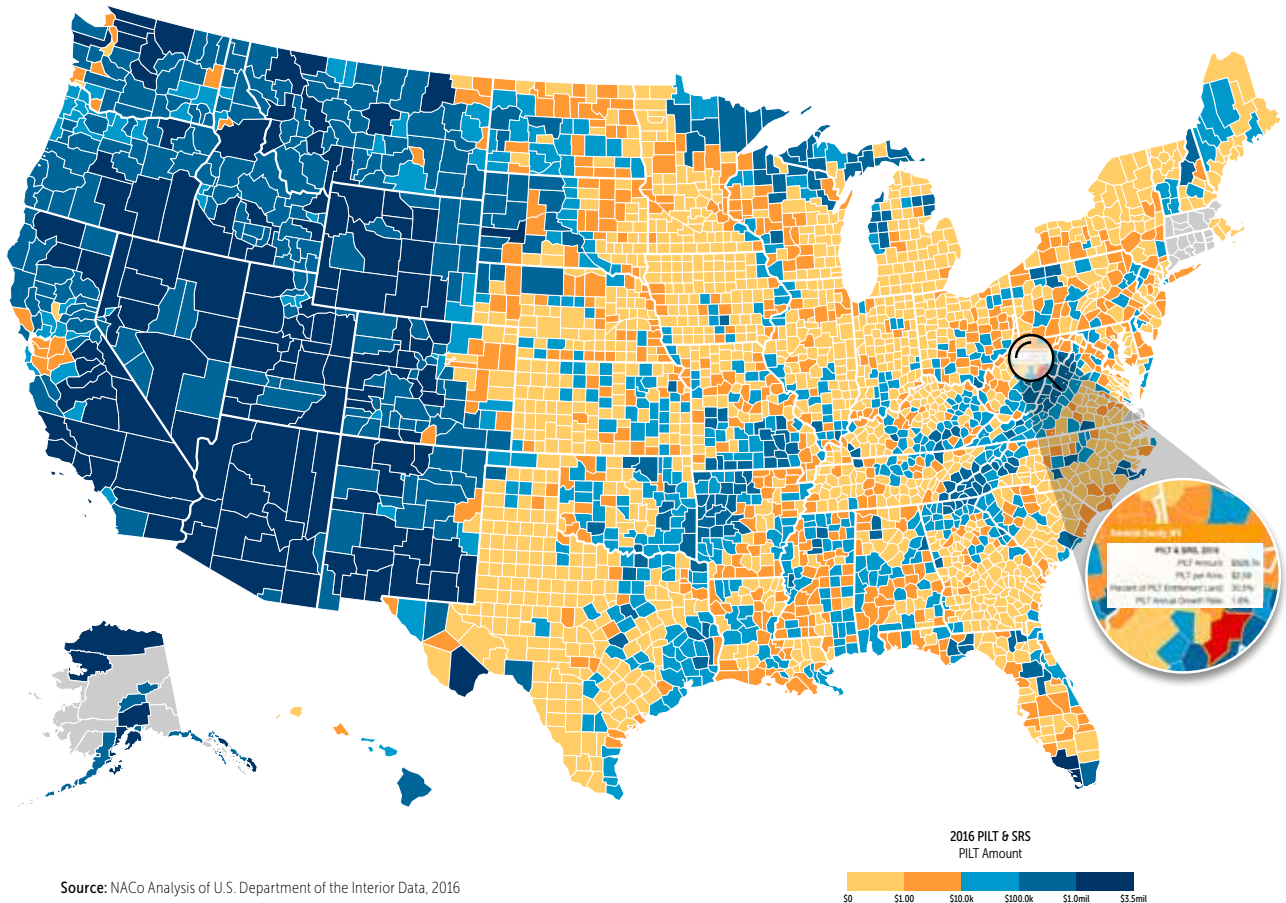 PILT & SRS, 2016
PILT Amount:
PILT per Acre:
Percent of PILT Entitlement Land:
PILT Annual Growth Rate: 1.8%
2016 PILT & SRS
PILT Amount
$0 $1.00 $10.0k $100.0k $1.0mil $3.5mil
Source: NACo Analysis of U.S. Department of the Interior Data, 2016